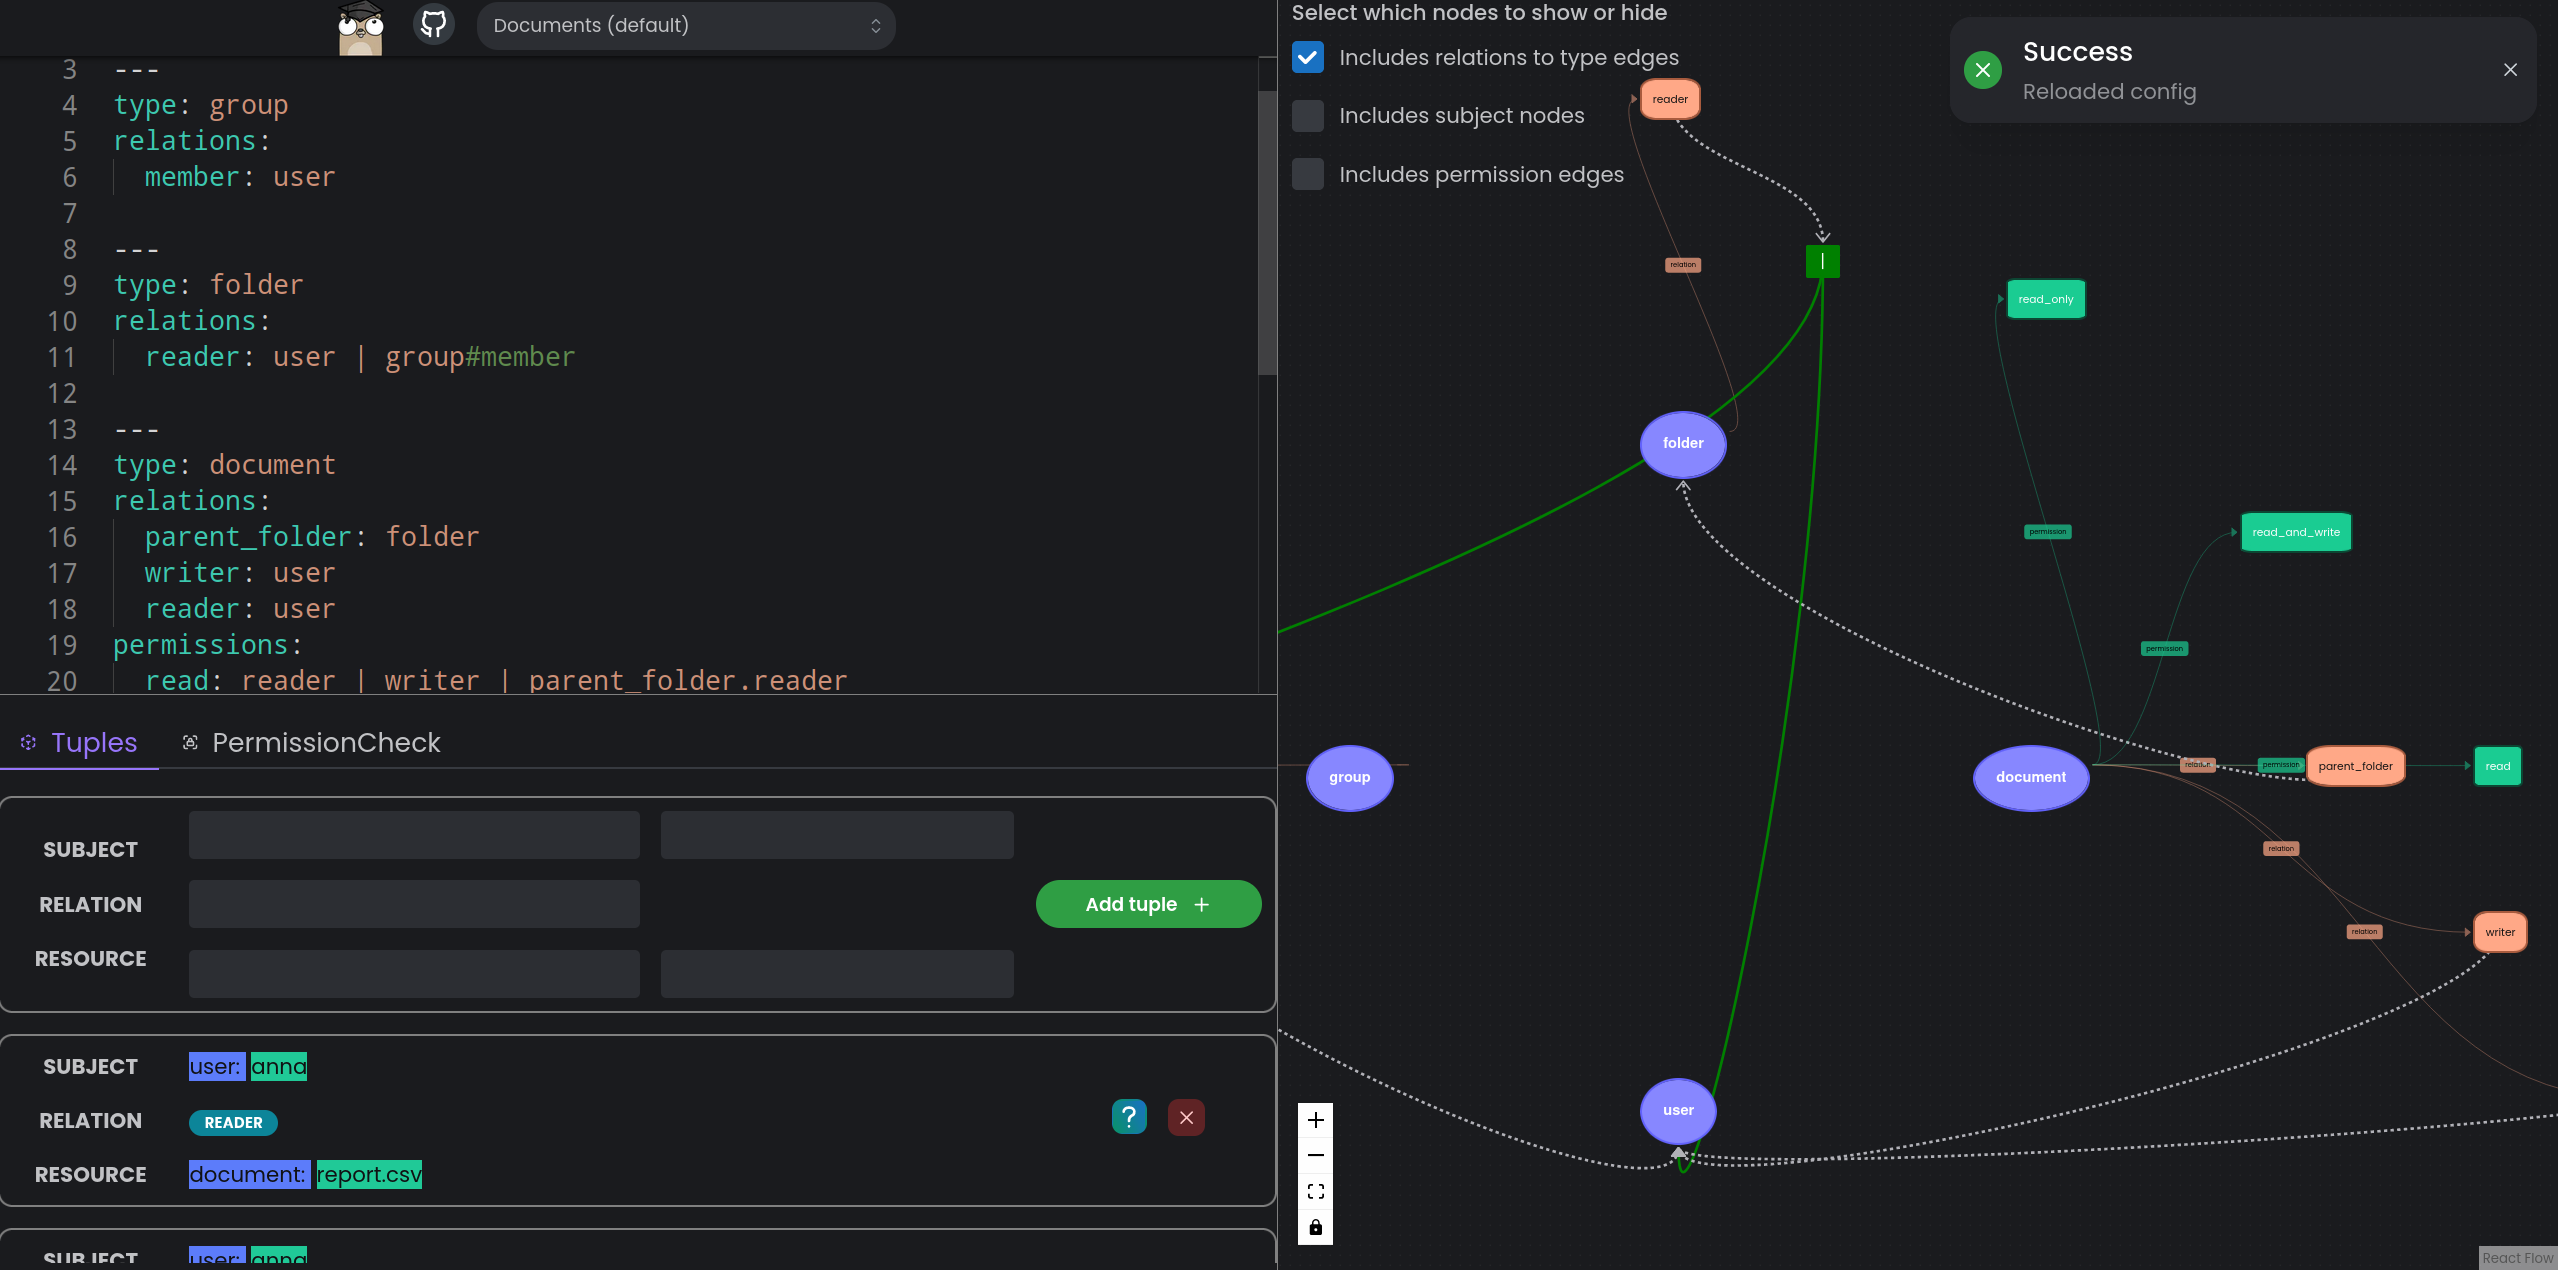 Documents (default)
3 ---
4 type: group
5 relations:
6 member: user
7
8 ---
9 type: folder
10 relations:
11 reader: user | group#member
12
13 ---
14 type: document
15 relations:
16 parent_folder: folder
17 writer: user
18 reader: user
19 permissions:
20 read: reader | writer | parent_folder.reader
Tuples
PermissionCheck
SUBJECT
RELATION
RESOURCE
Add tuple +
SUBJECT user: anna
RELATION READER
?
RESOURCE document: report.csv
SUBJECT user: anna
Select which nodes to show or hide
Includes relations to type edges
Includes subject nodes
Includes permission edges
Success
Reloaded config
reader
relation
|
read_only
folder
permission
read_and_write
permission
group
document
relation
permission
parent_folder
read
relation
relation
writer
user
React Flow